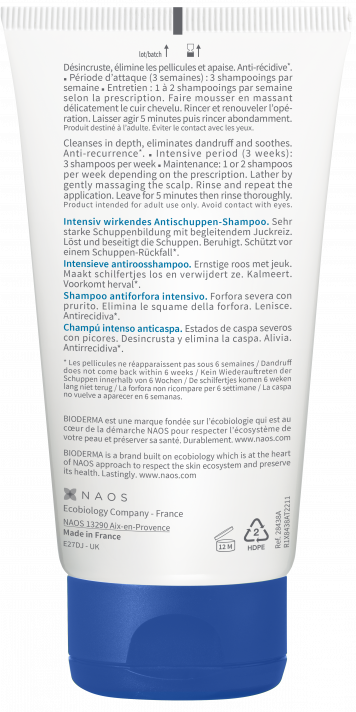 lot/batch
Désincruste, élimine les pellicules et apaise. Anti-récidive*.
• Période d'attaque (3 semaines) : 3 shampooings par
semaine • Entretien : 1 à 2 shampooings par semaine
selon la prescription. Faire mousser en massant
délicatement le cuir chevelu. Rincer et renouveler l'opé-
ration. Laisser agir 5 minutes puis rincer abondamment.
Produit destiné à l'adulte. Éviter le contact avec les yeux.
Cleanses in depth, eliminates dandruff and soothes.
Anti-recurrence*. • Intensive period (3 weeks):
3 shampoos per week • Maintenance: 1 or 2 shampoos
per week depending on the prescription. Lather by
gently massaging the scalp. Rinse and repeat the
application. Leave for 5 minutes then rinse thoroughly.
Product intended for adult use only. Avoid contact with eyes.
Intensiv wirkendes Antischuppen-Shampoo. Sehr
starke Schuppenbildung mit begleitendem Juckreiz.
Löst und beseitigt die Schuppen. Beruhigt. Schützt vor
einem Schuppen-Rückfall*.
Intensieve antiroosshampoo. Ernstige roos met jeuk.
Maakt schilfertjes los en verwijdert ze. Kalmeert.
Voorkomt herval*.
Shampoo antiforfora intensivo. Forfora severa con
prurito. Elimina le squame della forfora. Lenisce.
Antirecidiva*.
Champú intenso anticaspa. Estados de caspa severos
con picores. Desincrusta y elimina la caspa. Alivia.
Antirrecidiva*.
* Les pellicules ne réapparaissent pas sous 6 semaines / Dandruff
does not come back within 6 weeks / Kein Wiederauftreten der
Schuppen innerhalb von 6 Wochen / De schilfertjes komen 6 weken
lang niet terug / La forfora non ricompare per 6 settimane / La caspa
no vuelve a aparecer en 6 semanas.
BIODERMA est une marque fondée sur l'écobiologie qui est au
cœur de la démarche NAOS pour respecter l'écosystème de
votre peau et préserver sa santé. Durablement. www.naos.com
BIODERMA is a brand built on ecobiology which is at the heart
of NAOS approach to respect the skin ecosystem and preserve
its health. Lastingly. www.naos.com
NAOS
Ecobiology Company - France
NAOS 13290 Aix-en-Provence
Made in France
E27DJ - UK
12 M
2
HDPE
Ref. 28438A
R1X8438AT2211